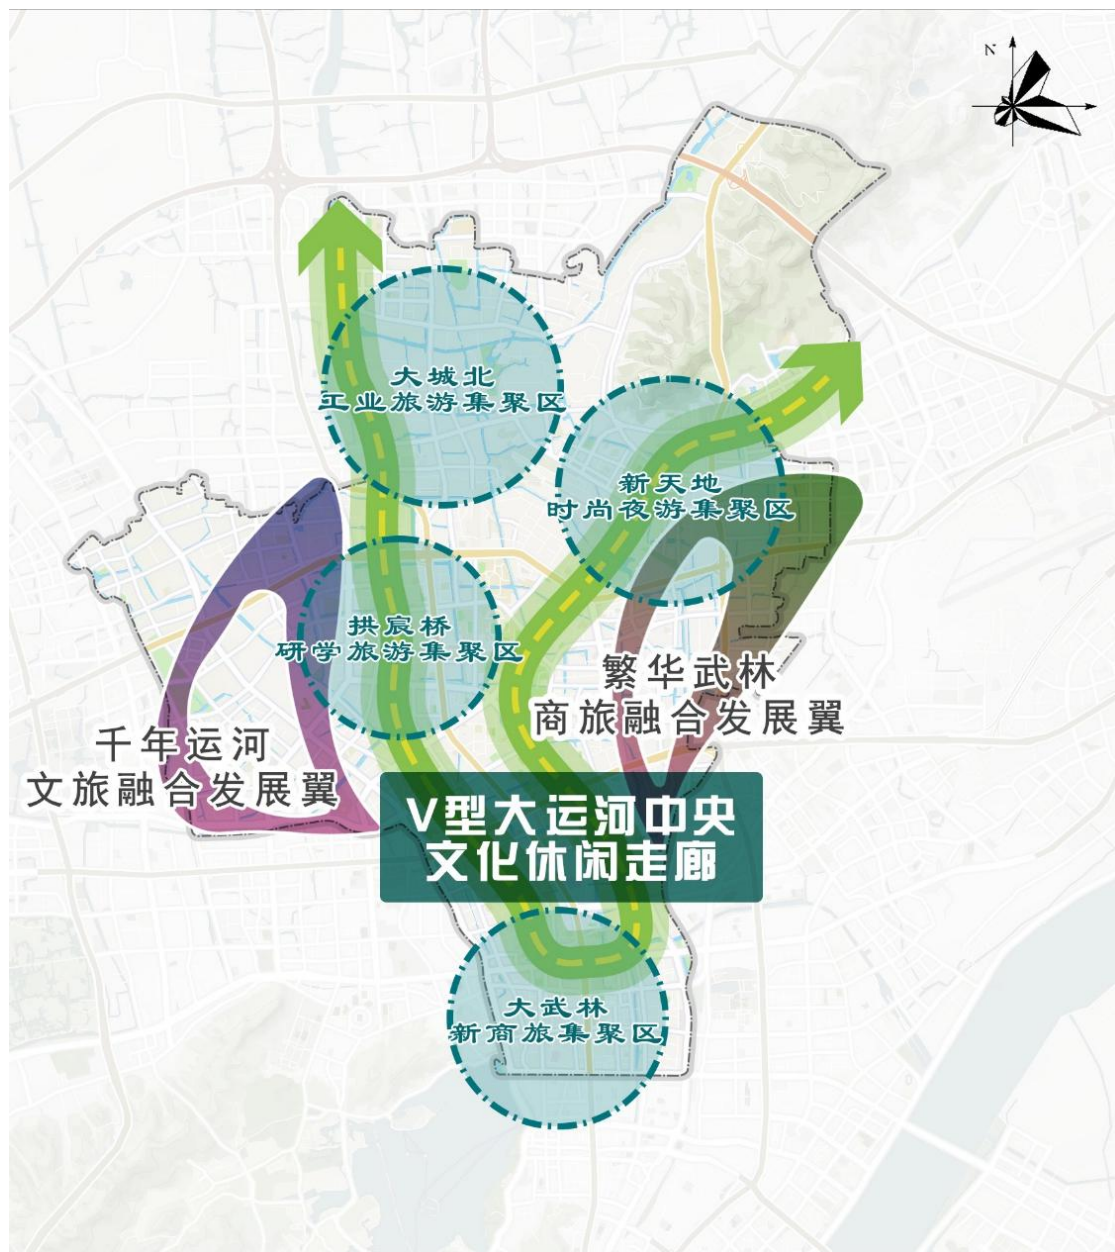 N
大城北
工业旅游集聚区
新天地
时尚夜游集聚区
拱宸桥
研学旅游集聚区
繁华武林
商旅融合发展翼
千年运河
文旅融合发展翼
V型大运河中央
文化休闲走廊
大武林
新商旅集聚区